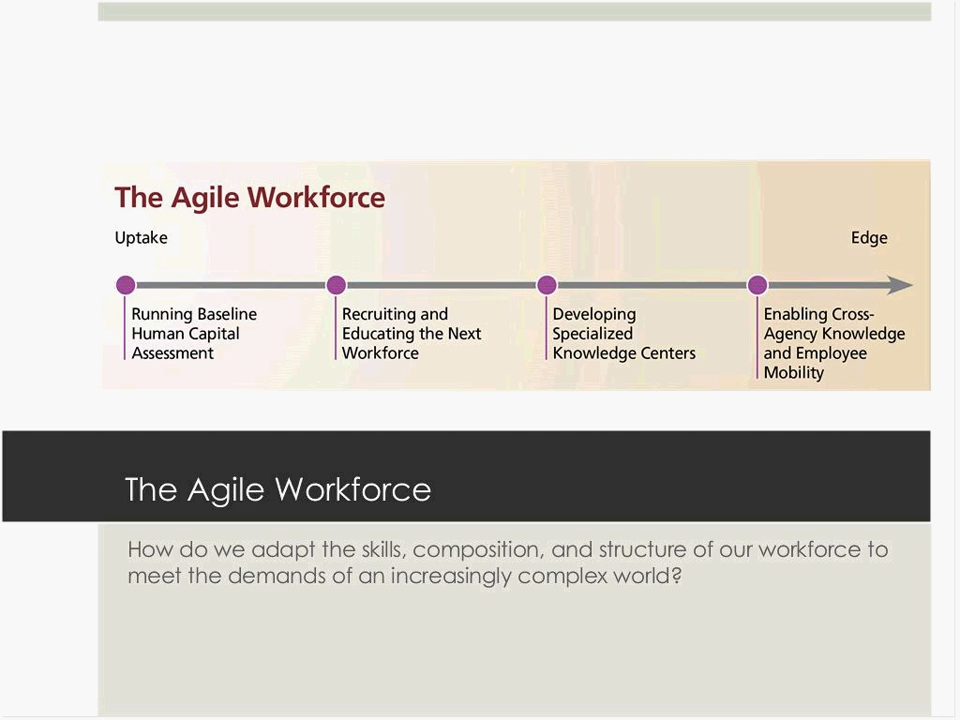 The Agile Workforce
Uptake
Edge
Running Baseline
Human Capital
Assessment
Recruiting and
Educating the Next
Workforce
Developing
Specialized
Knowledge Centers
Enabling Cross-
Agency Knowledge
and Employee
Mobility
The Agile Workforce
How do we adapt the skills, composition, and structure of our workforce to
meet the demands of an increasingly complex world?